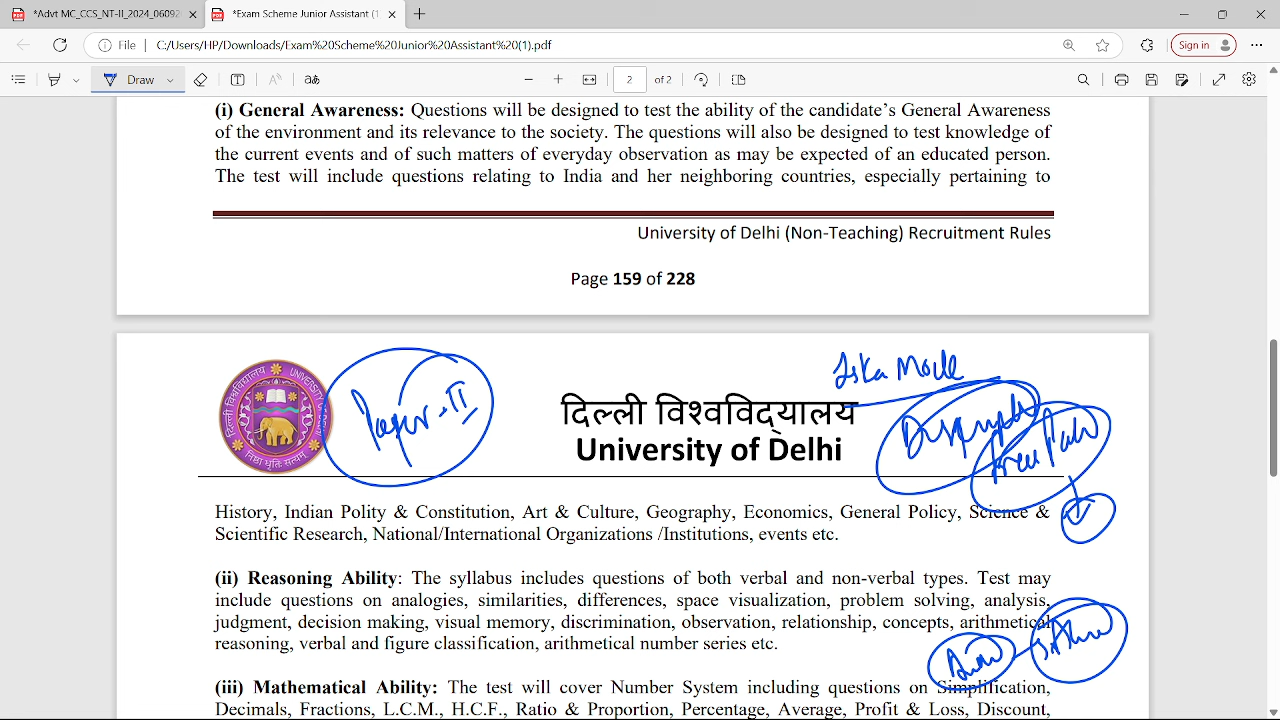 *Advt MC_CCS_NT-II_2024_06092
*Exam Scheme Junior Assistant (1
File
C:/Users/HP/Downloads/Exam%20Scheme%20Junior%20Assistant%20(1).pdf
Sign in
Draw
2 of 2
(i) General Awareness: Questions will be designed to test the ability of the candidate's General Awareness
of the environment and its relevance to the society. The questions will also be designed to test knowledge of
the current events and of such matters of everyday observation as may be expected of an educated person.
The test will include questions relating to India and her neighboring countries, especially pertaining to
University of Delhi (Non-Teaching) Recruitment Rules
Page 159 of 228
Iska Mode
Paper-II
दिल्ली विश्वविद्यालय
University of Delhi
History, Indian Polity & Constitution, Art & Culture, Geography, Economics, General Policy, Science &
Scientific Research, National/International Organizations /Institutions, events etc.
(ii) Reasoning Ability: The syllabus includes questions of both verbal and non-verbal types. Test may
include questions on analogies, similarities, differences, space visualization, problem solving, analysis,
judgment, decision making, visual memory, discrimination, observation, relationship, concepts, arithmetical
reasoning, verbal and figure classification, arithmetical number series etc.
(iii) Mathematical Ability: The test will cover Number System including questions on Simplification,
Decimals, Fractions, L.C.M., H.C.F., Ratio & Proportion, Percentage, Average, Profit & Loss, Discount,